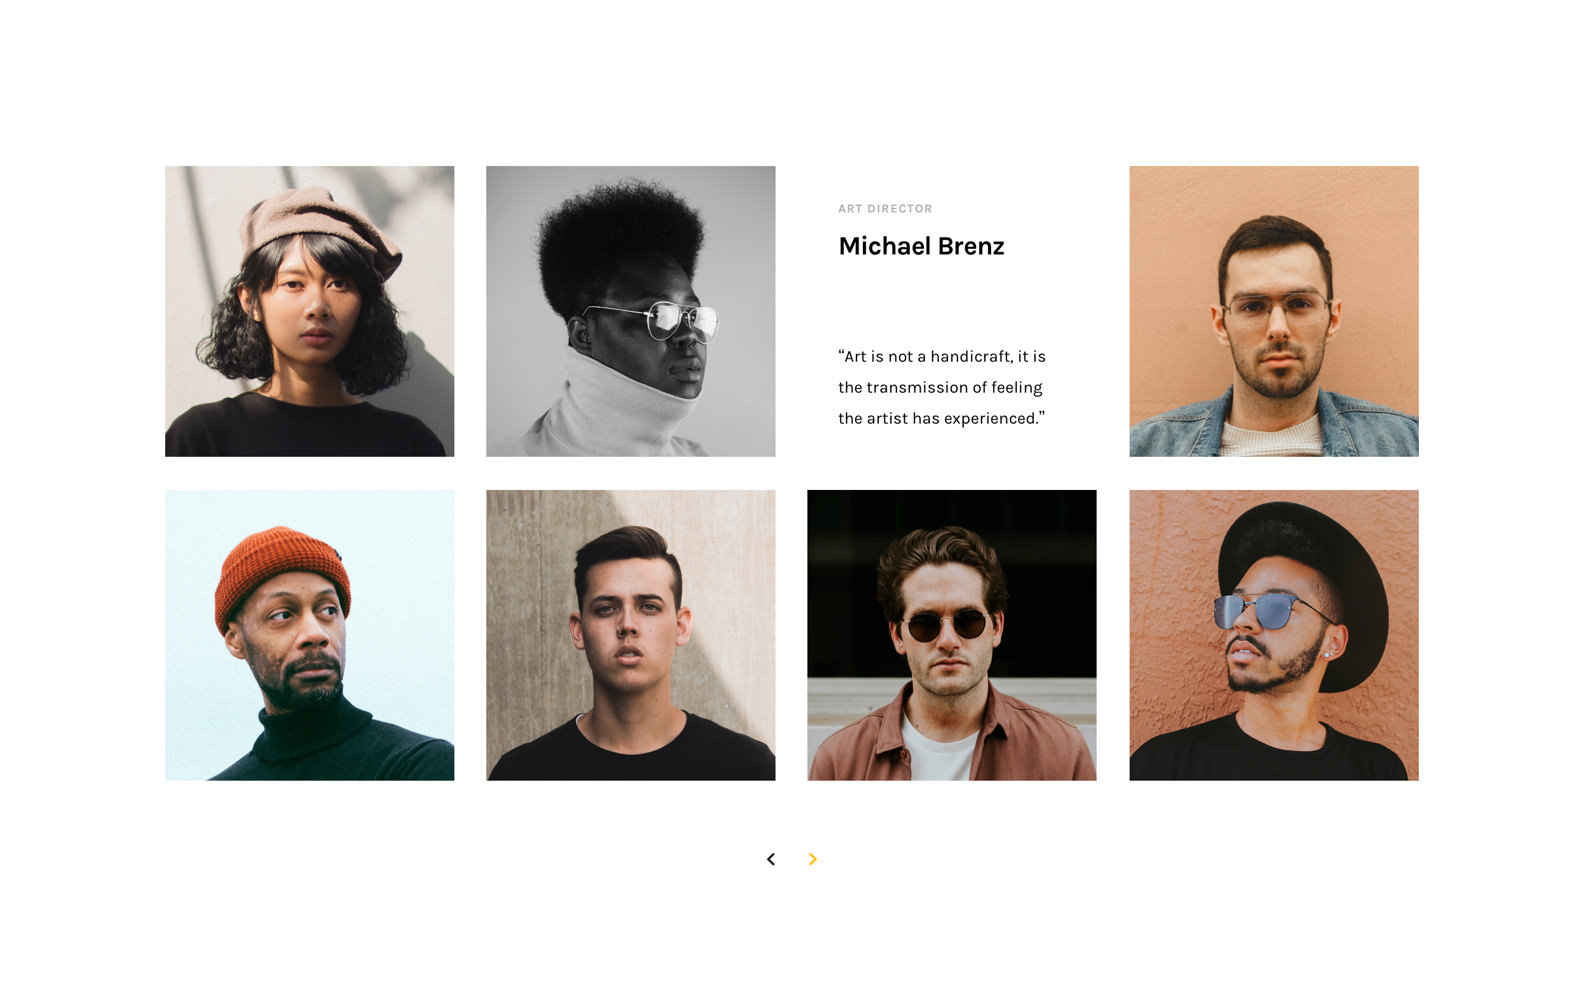 ART DIRECTOR
Michael Brenz
“Art is not a handicraft, it is
the transmission of feeling
the artist has experienced.”